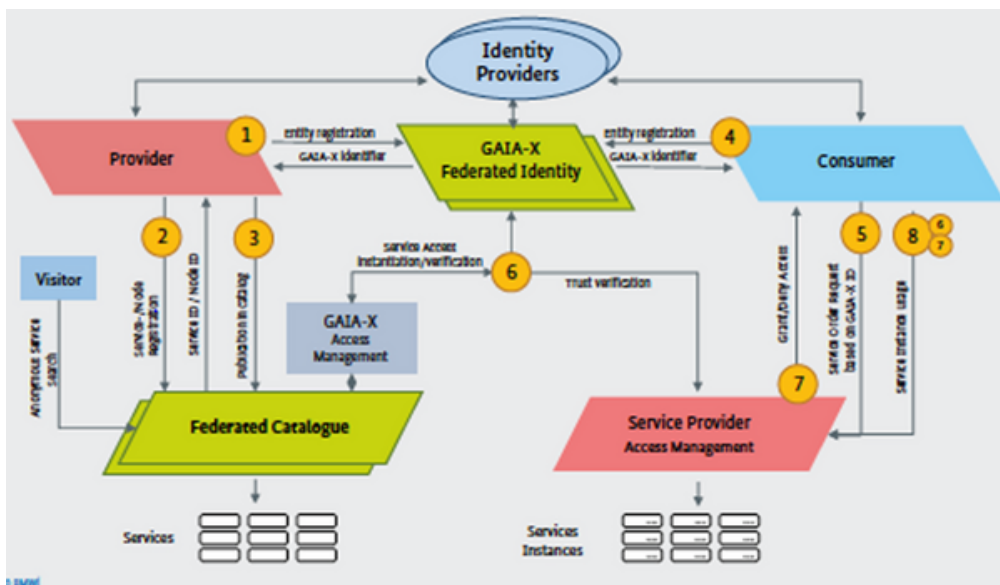 Identity
Providers
1
entity registration
GAIA-X Identifier
Provider
GAIA-X
Federated Identity
entity registration
4
GAIA-X Identifier
Consumer
2
3
Service Access
instantiation/verification
6
Trust verification
5
8
6
7
Visitor
Anonymous Service
Search
Service-/Node
Registration
Service ID / Node ID
Publication in catalog
GAIA-X
Access
Management
Grant/Deny Access
Service Order Request
based on GAIA-X ID
Service Instance usage
7
Federated Catalogue
Service Provider
Access Management
Services
Services
Instances